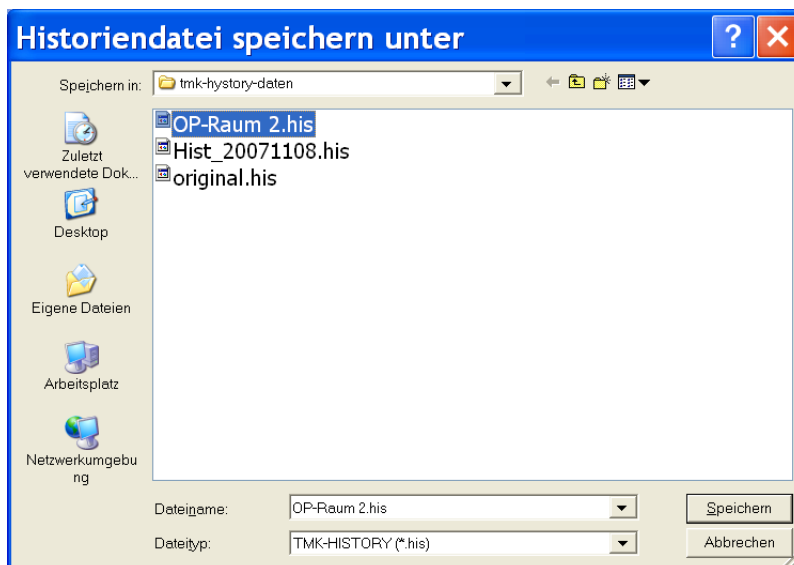 Historiendatei speichern unter
Speichern in: tmk-hystory-daten
Zuletzt
verwendete Dok...
Desktop
Eigene Dateien
Arbeitsplatz
Netzwerkumgebu
ng
OP-Raum 2.his
Hist_20071108.his
original.his
Dateiname: OP-Raum 2.his Speichern
Dateityp: TMK-HISTORY (*.his) Abbrechen